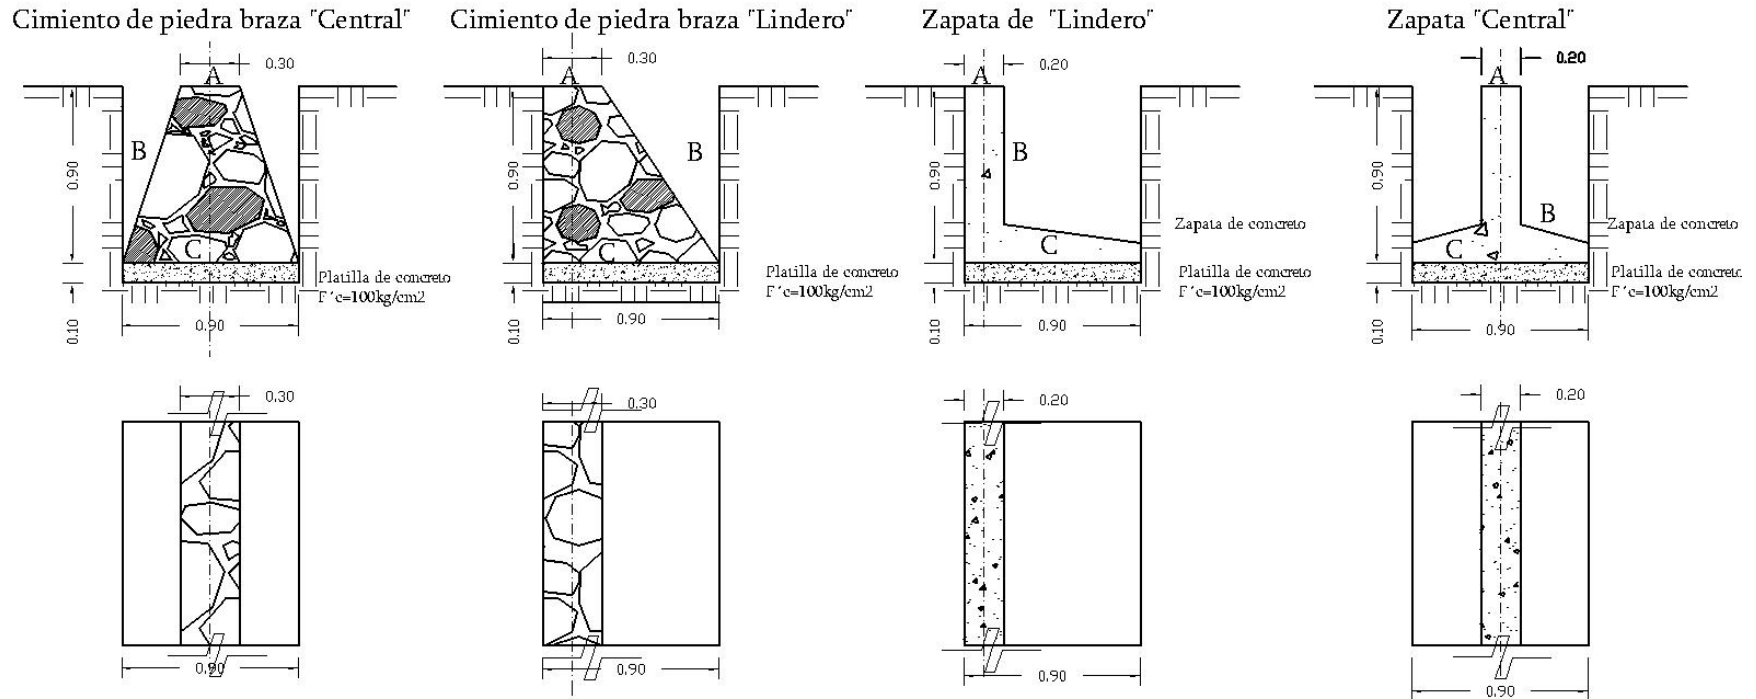 Cimiento de piedra braza "Central"
Cimiento de piedra braza "Lindero"
Zapata de "Lindero"
Zapata "Central"
0.30
0.30
0.20
0.20
A
A
A
A
B
B
B
B
0.90
0.90
0.90
0.90
C
C
C
C
Zapata de concreto
Zapata de concreto
Platilla de concreto
F´c=100kg/cm2
Platilla de concreto
F´c=100kg/cm2
Platilla de concreto
F´c=100kg/cm2
Platilla de concreto
F´c=100kg/cm2
0.10
0.90
0.10
0.90
0.10
0.90
0.10
0.90
0.30
0.30
0.20
0.20
0.90
0.90
0.90
0.90